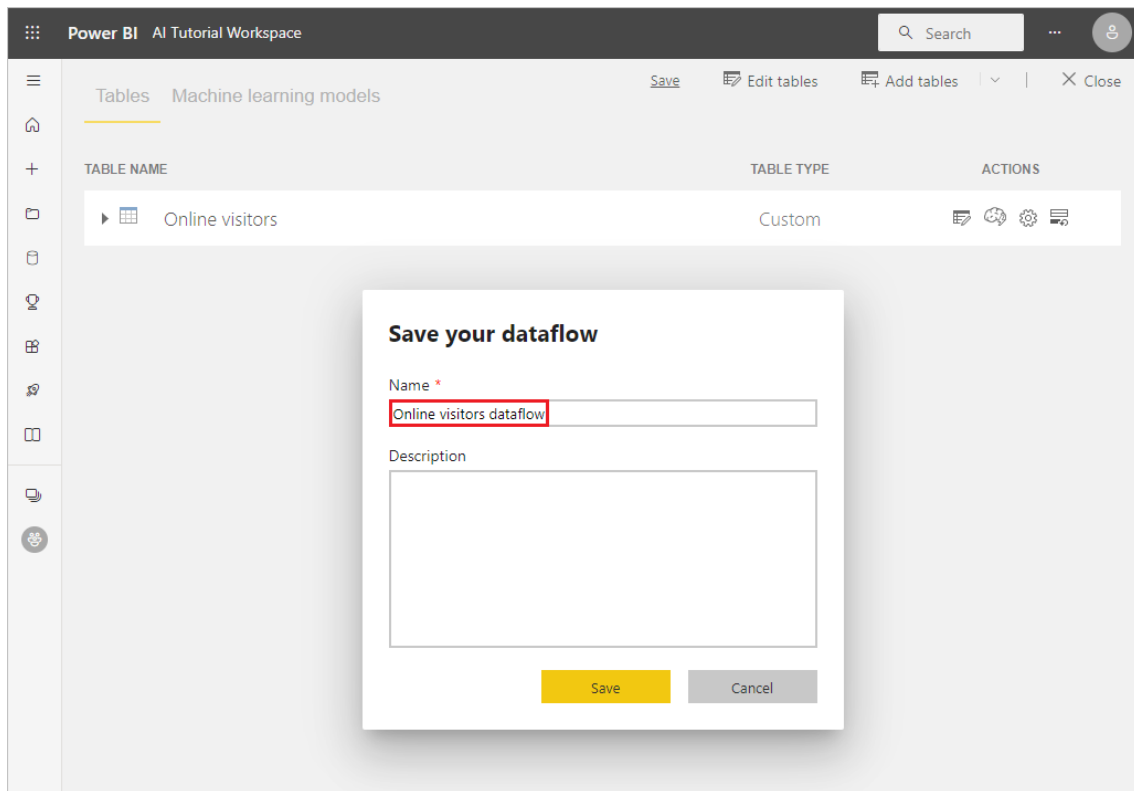 Power BI AI Tutorial Workspace Search ...
Tables Machine learning models Save Edit tables Add tables Close
TABLE NAME TABLE TYPE ACTIONS
Online visitors Custom
Save your dataflow
Name *
Online visitors dataflow
Description
Save Cancel